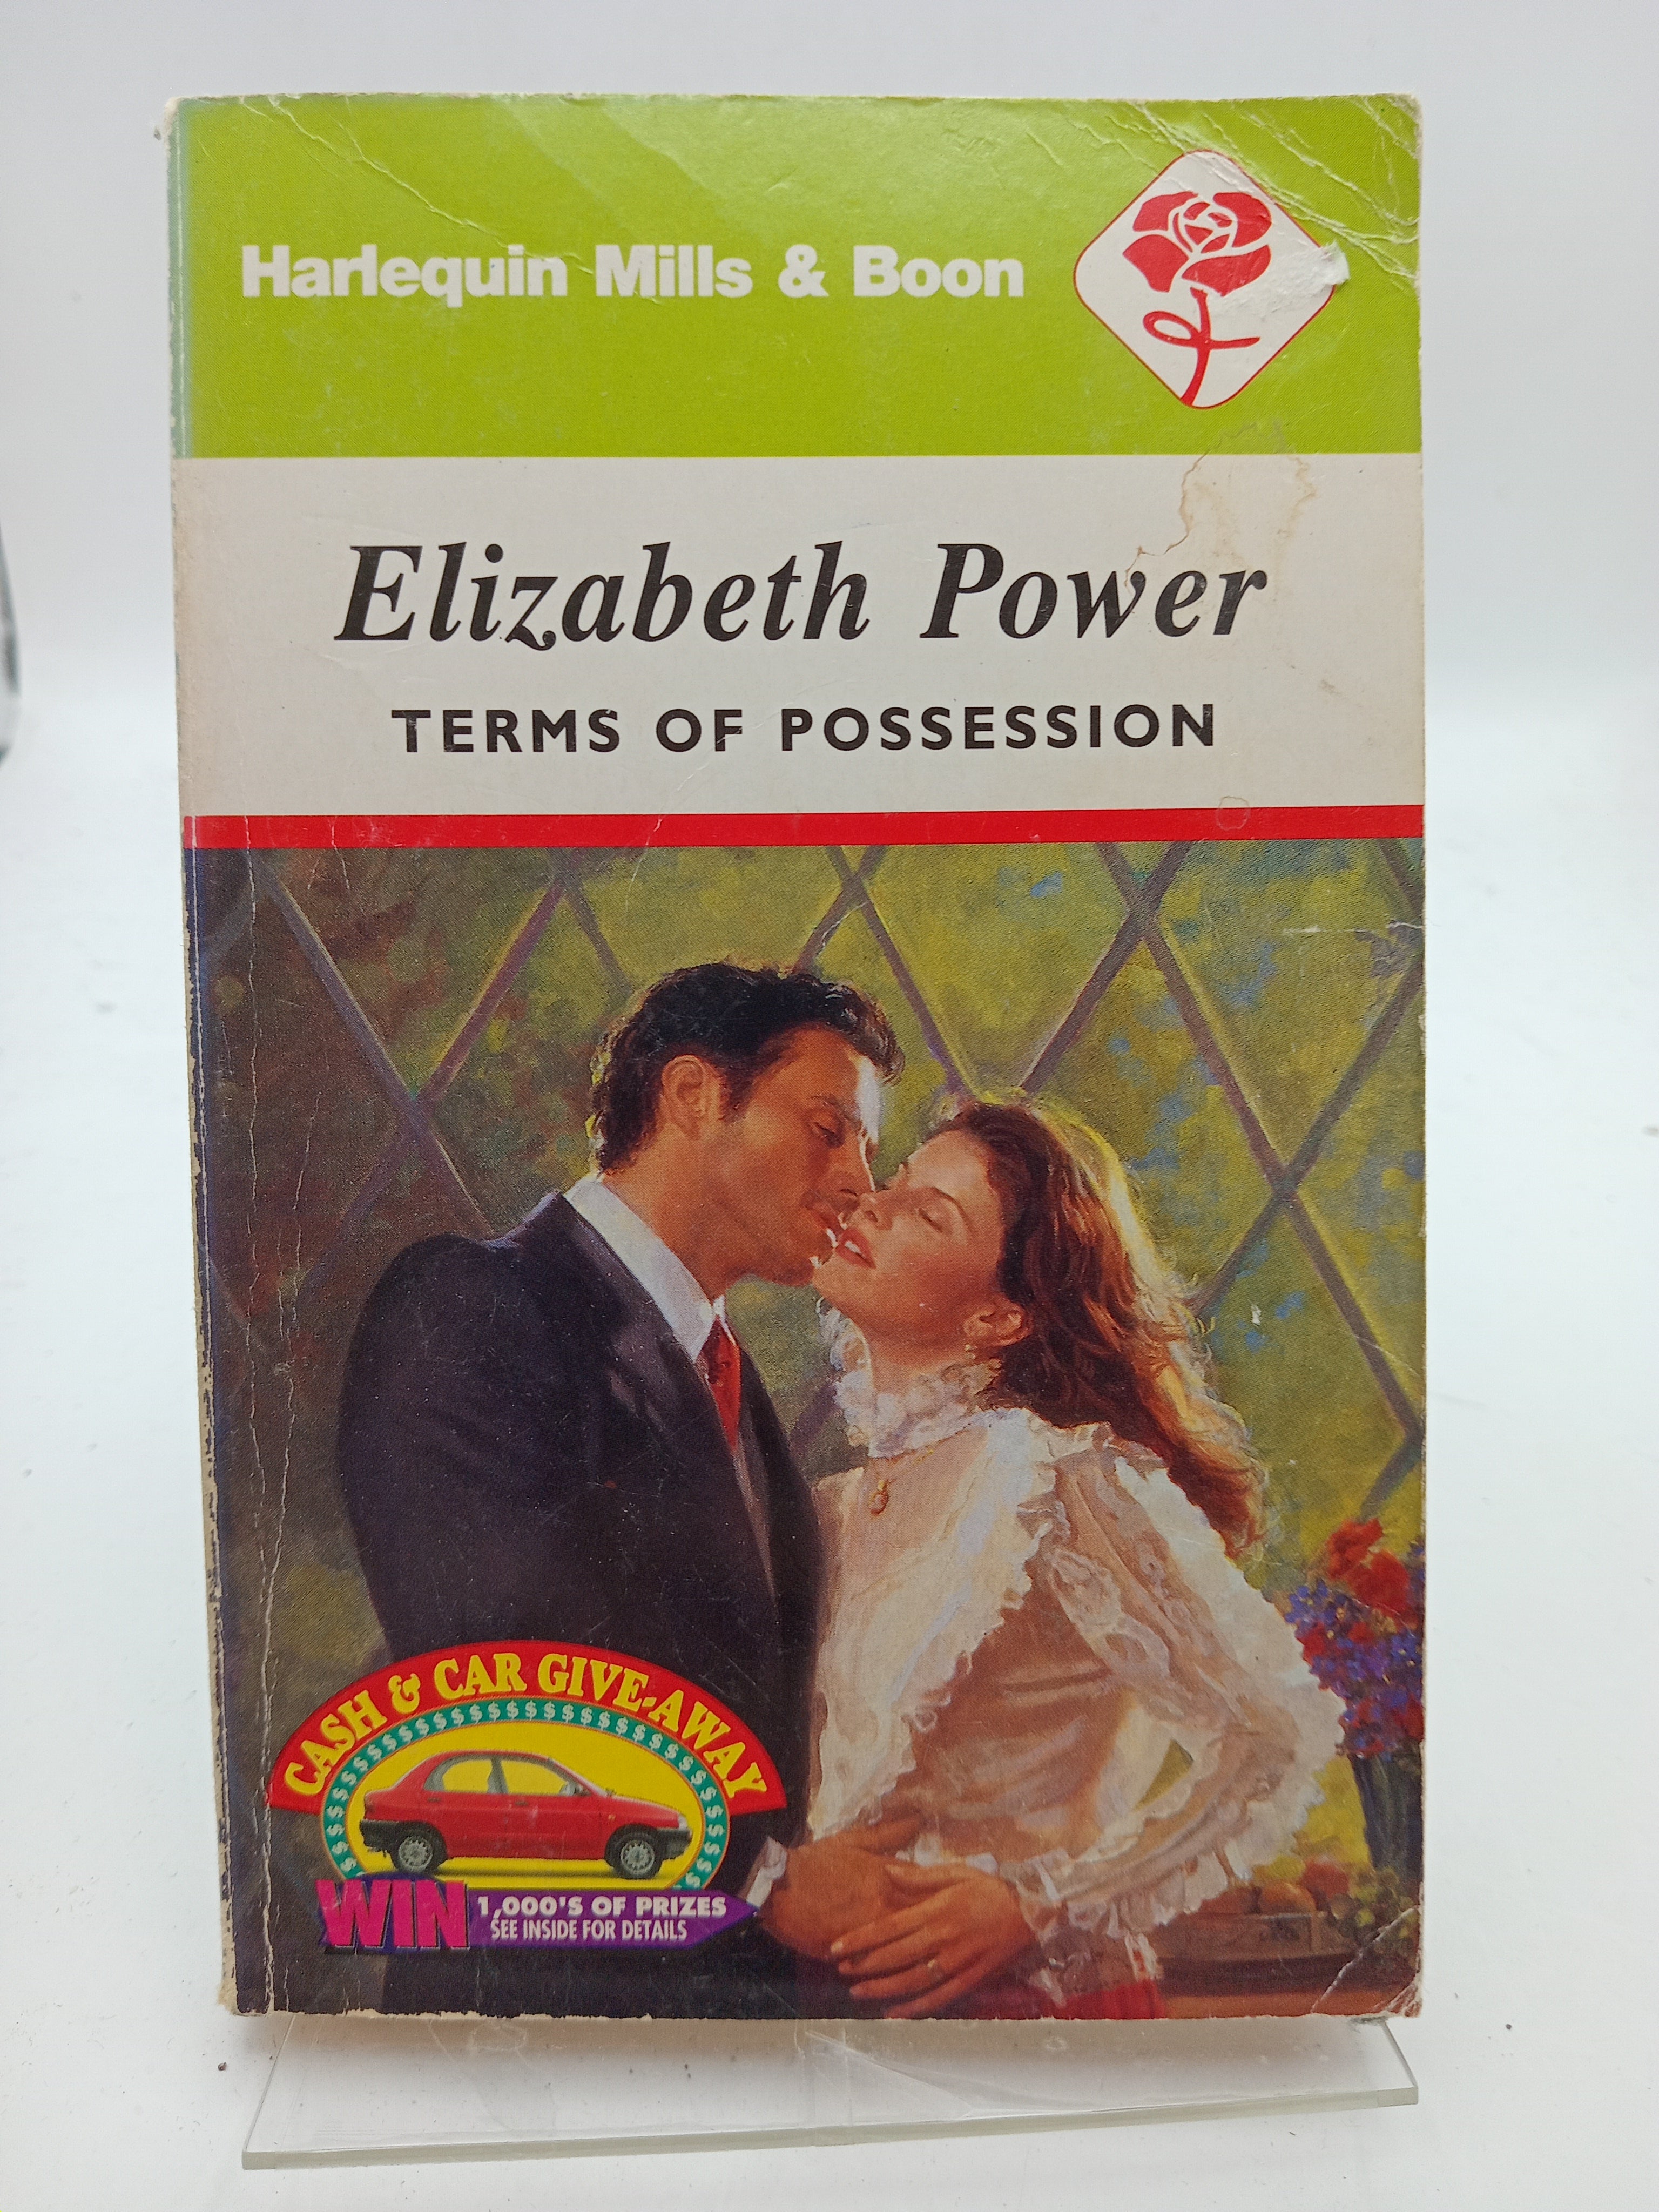 Harlequin Mills & Boon
Elizabeth Power
TERMS OF POSSESSION
CASH & CAR GIVE-AWAY
$$$$$$$$$$$$$$$$$$$$$$$$$$$$$$$$$$$$
WIN
1,000'S OF PRIZES
SEE INSIDE FOR DETAILS